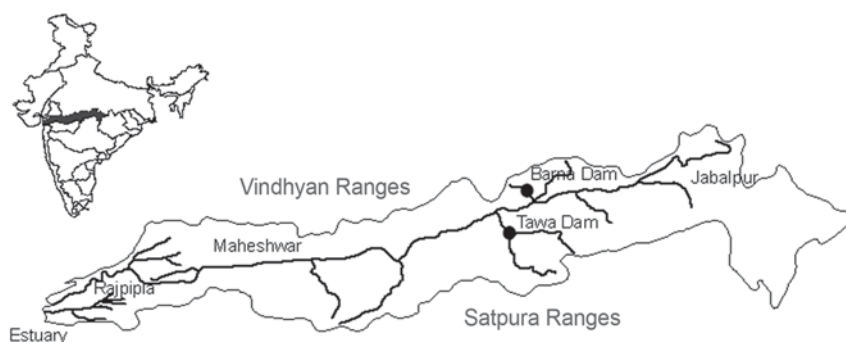 Barna Dam
Jabalpur
Vindhyan Ranges
Tawa Dam
Maheshwar
Rajpipla
Satpura Ranges
Estuary